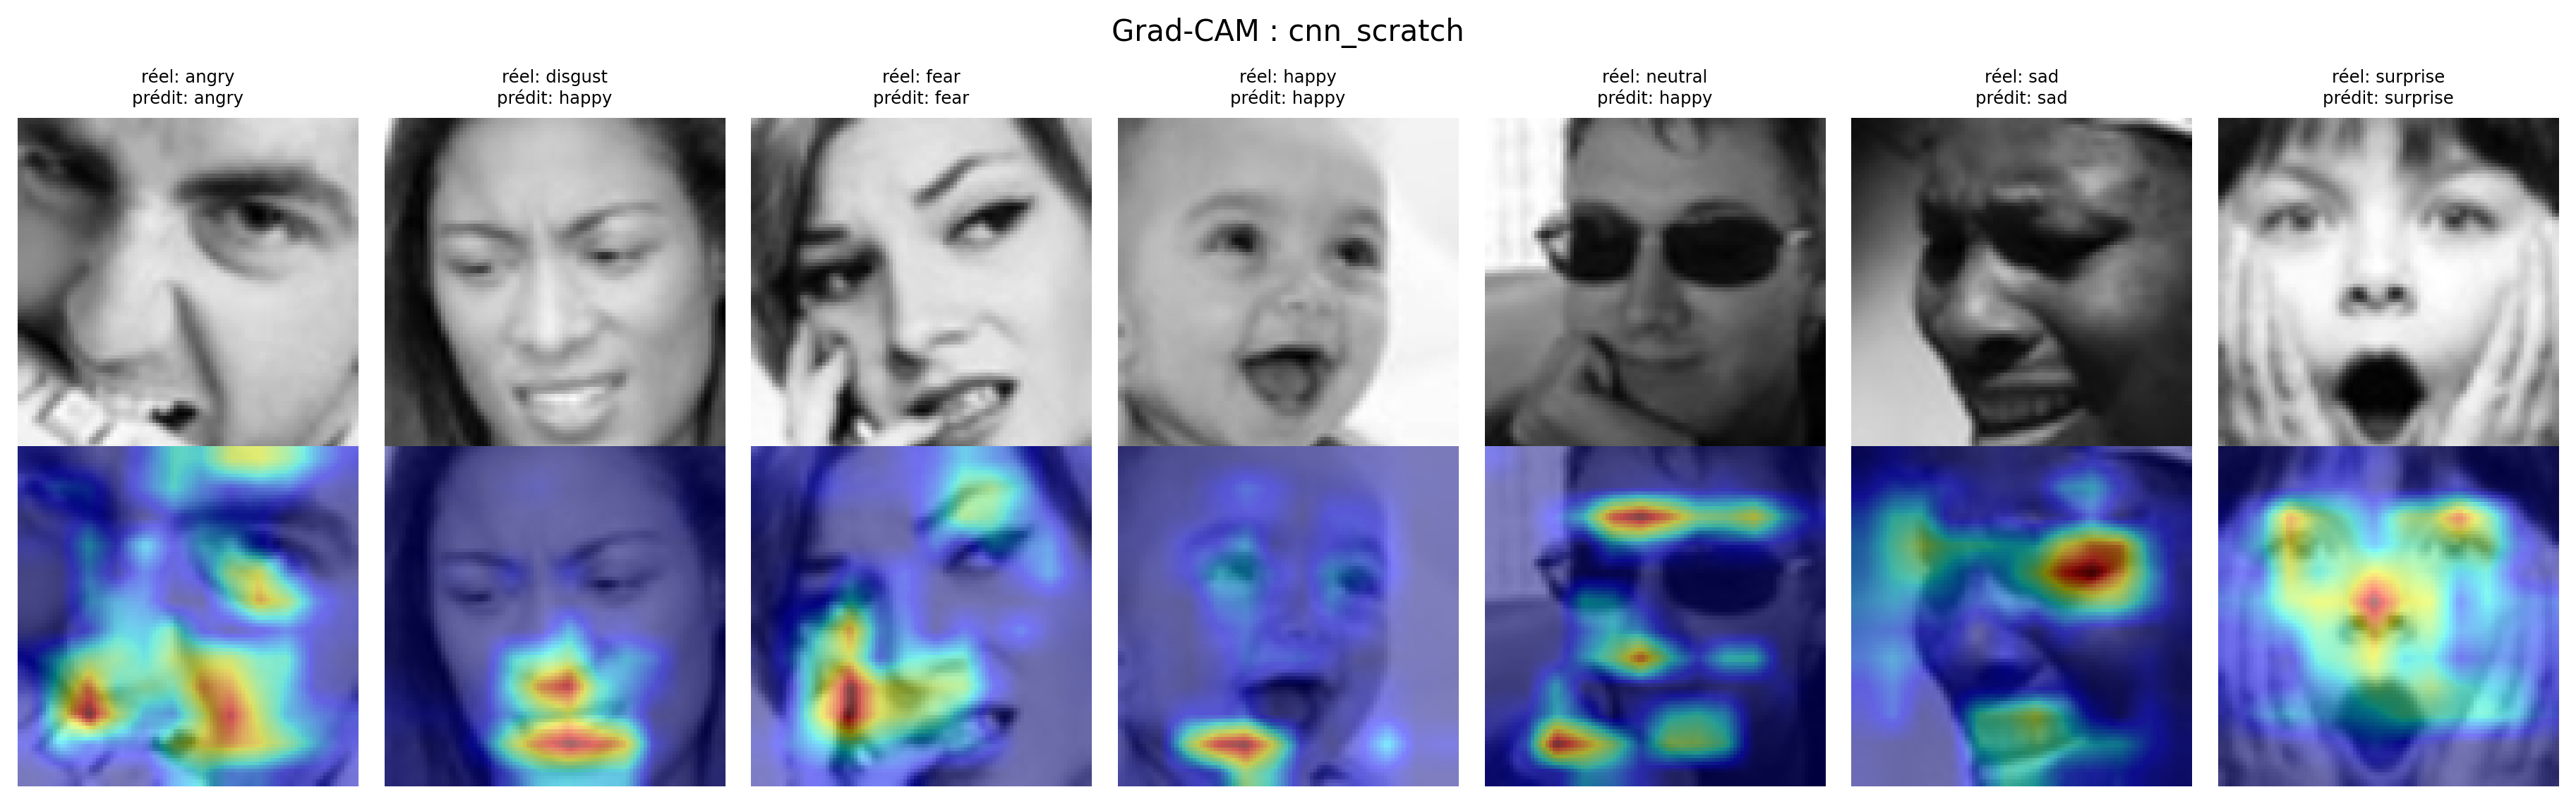 Grad-CAM : cnn_scratch
réel: angry
prédit: angry
réel: disgust
prédit: happy
réel: fear
prédit: fear
réel: happy
prédit: happy
réel: neutral
prédit: happy
réel: sad
prédit: sad
réel: surprise
prédit: surprise